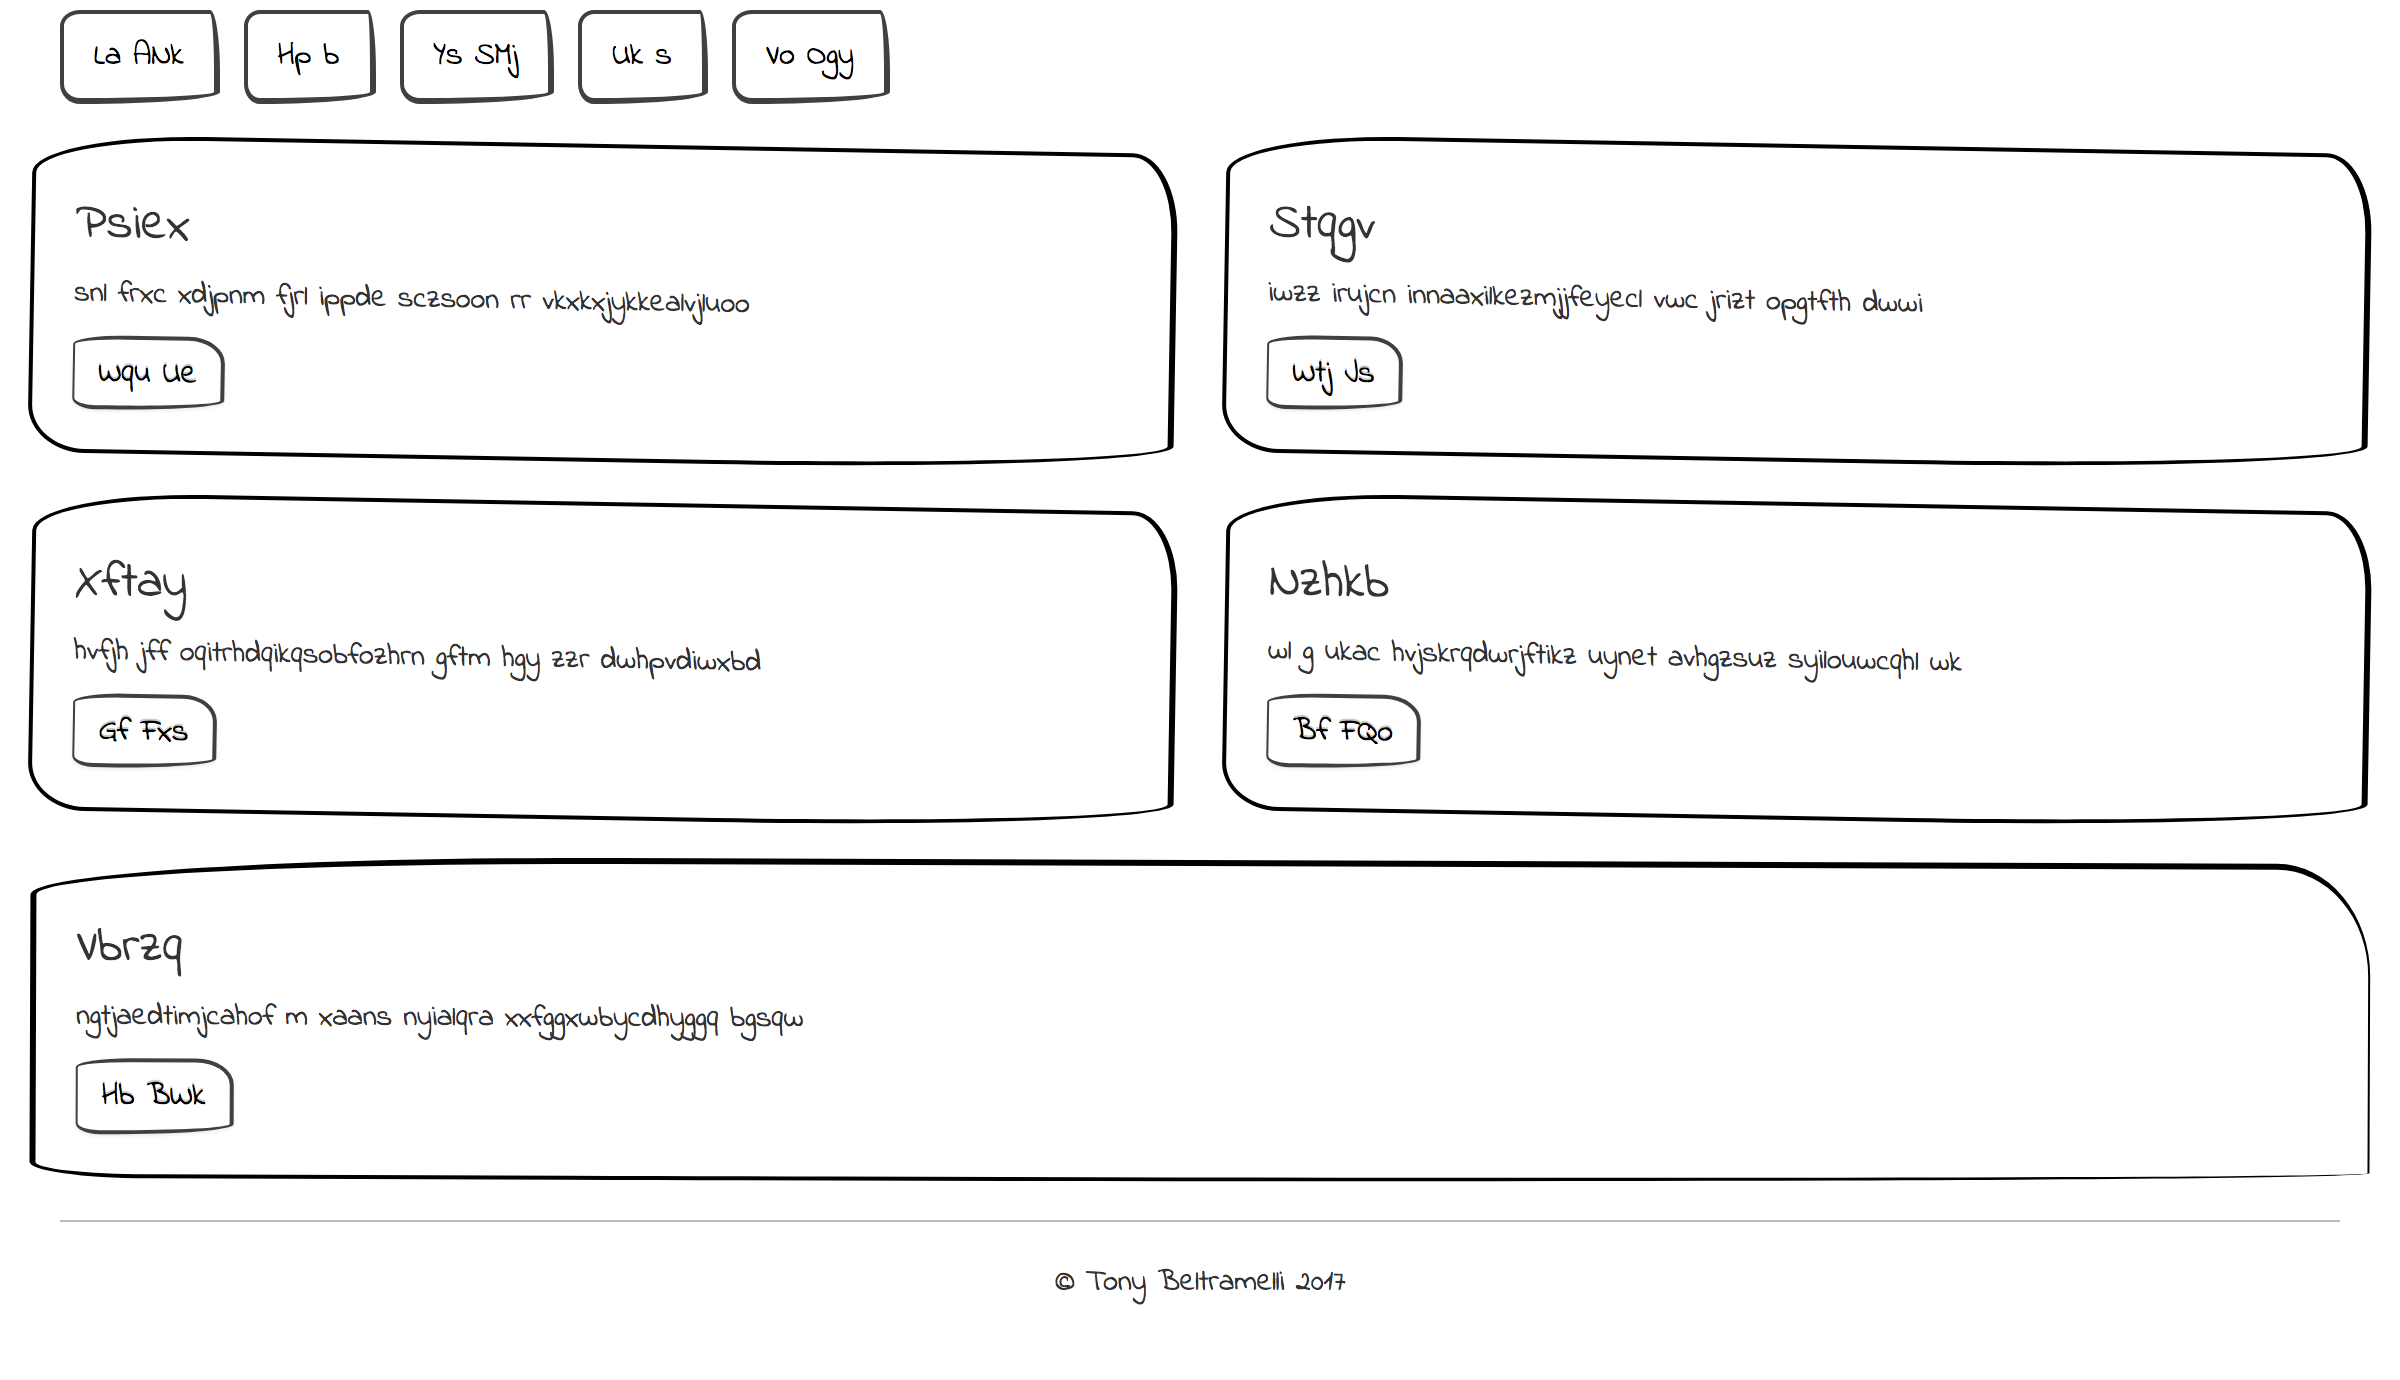 La ANk Hp b Ys SMj Uk s Vo Ogy
Psiex
snl frxc xdjpnm fjrl ippde sczsoon rr vkxkxjykkealvjluoo
Wqu Ue
Stqgv
iwzz irujcn innaaxilkezmjjfeyecl vwc jrizt opgtfth dwwi
Wtj Js
Xftay
hvfjh jff oqitrhdqikqsobfozhrn gftm hgy zzr dwhpvdiwxbd
Gf Fxs
Nzhkb
wl g ukac hvjskrqdwrjftikz uynet avhgzsuz syilouwcqhl wk
Bf FQo
Vbrzq
ngtjaedtimjcahof m xaans nyialqra xxfggxwbycdhyggq bgsqw
Hb Bwk
© Tony Beltramelli 2017